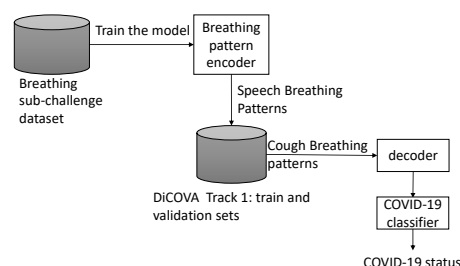 Train the model
Breathing
pattern
encoder
Breathing
sub-challenge
dataset
Speech Breathing
Patterns
Cough Breathing
patterns
decoder
DiCOVA Track 1: train and
validation sets
COVID-19
classifier
COVID-19 status